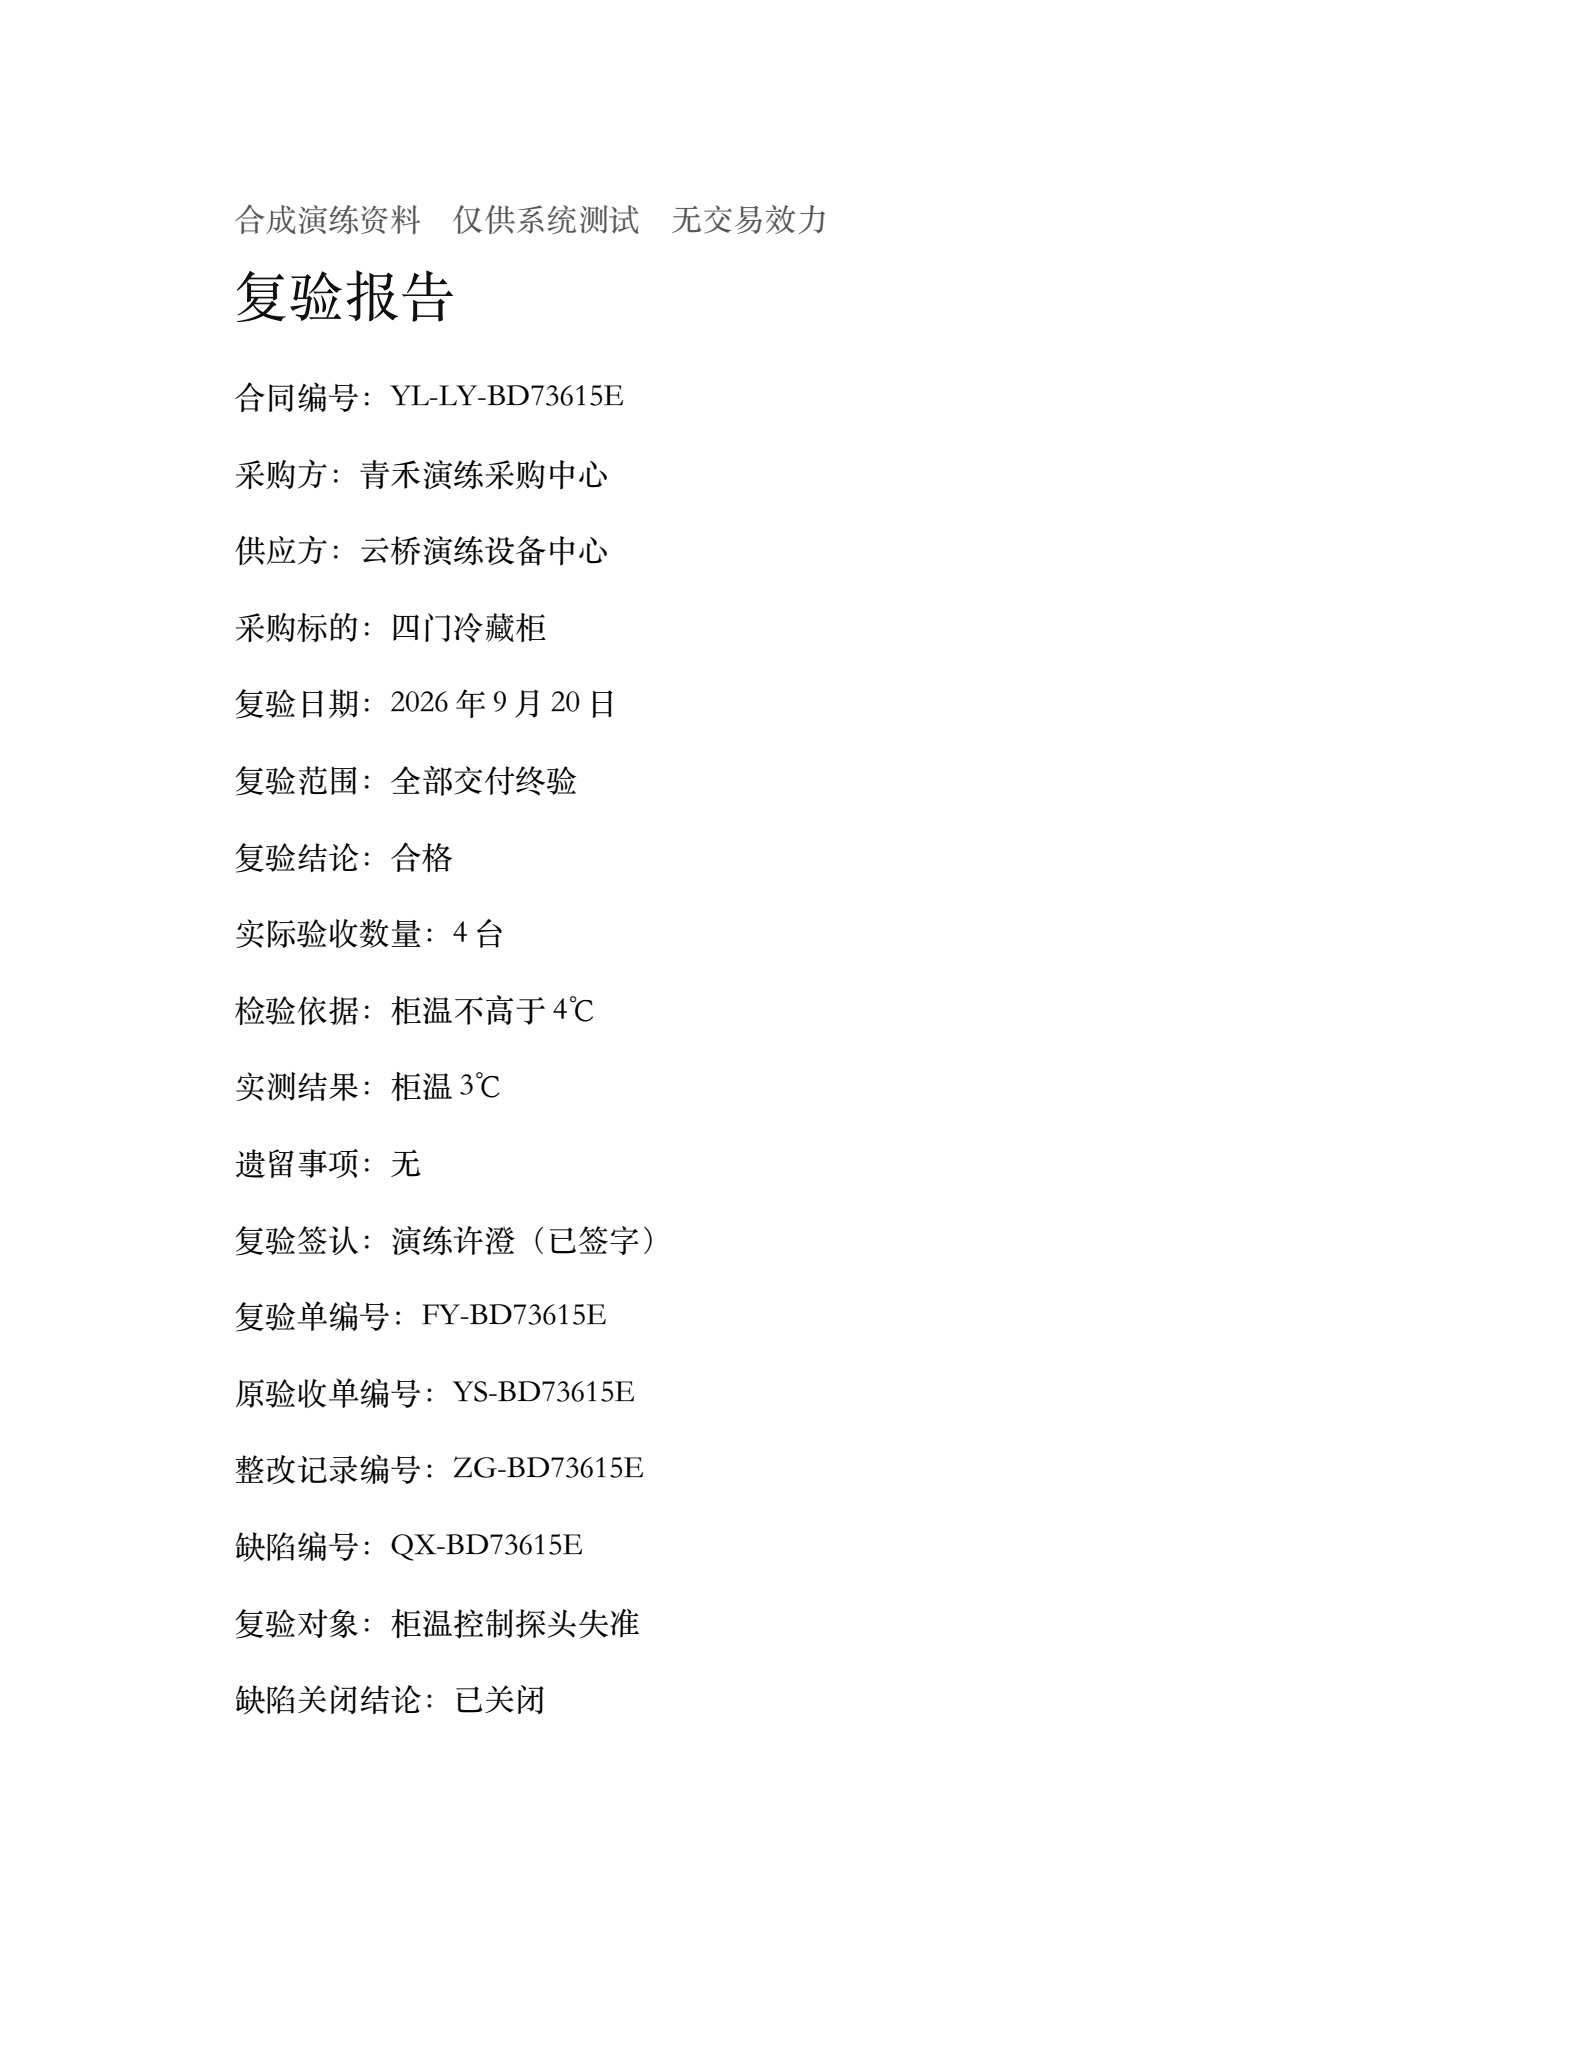 合成演练资料　仅供系统测试　无交易效力
复验报告
合同编号：YL-LY-BD73615E
采购方：青禾演练采购中心
供应方：云桥演练设备中心
采购标的：四门冷藏柜
复验日期：2026 年 9 月 20 日
复验范围：全部交付终验
复验结论：合格
实际验收数量：4 台
检验依据：柜温不高于 4℃
实测结果：柜温 3℃
遗留事项：无
复验签认：演练许澄（已签字）
复验单编号：FY-BD73615E
原验收单编号：YS-BD73615E
整改记录编号：ZG-BD73615E
缺陷编号：QX-BD73615E
复验对象：柜温控制探头失准
缺陷关闭结论：已关闭